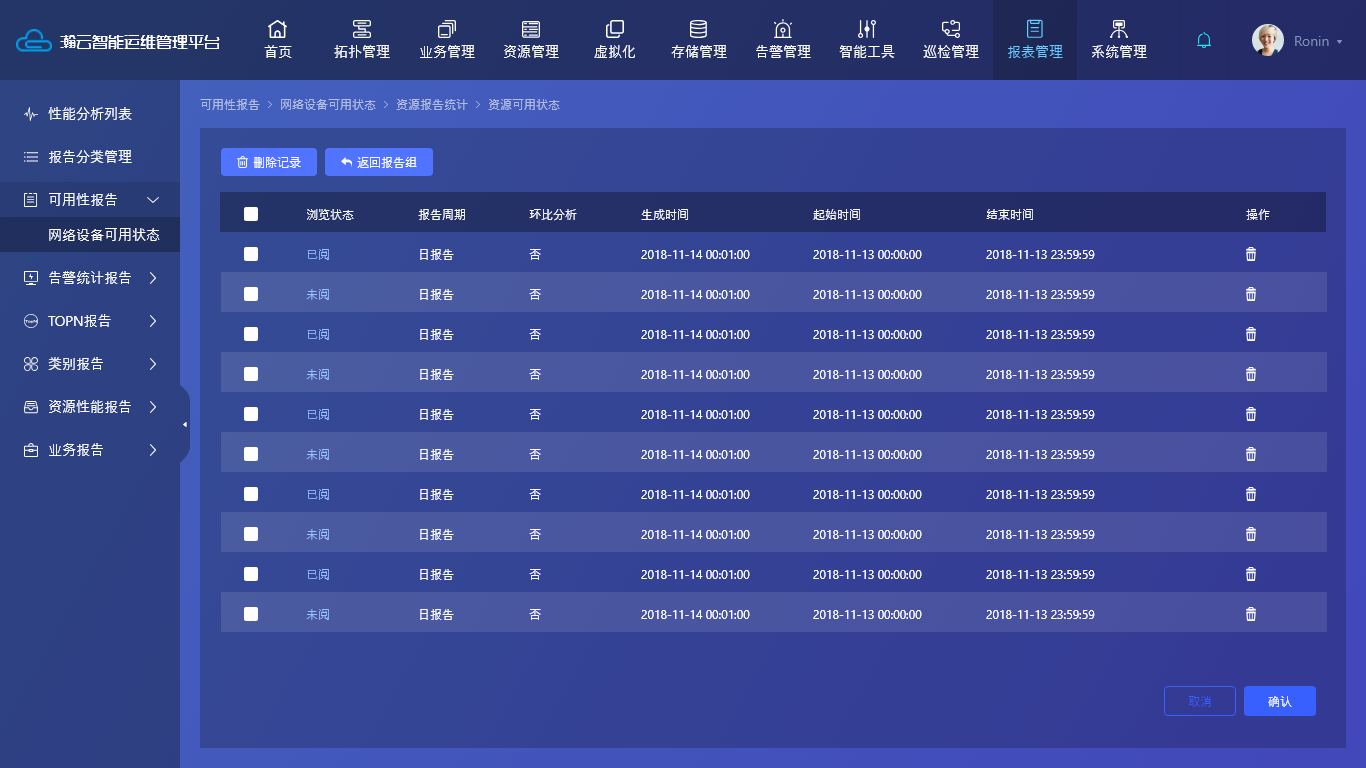 瀚云智能运维管理平台
首页 拓扑管理 业务管理 资源管理 虚拟化 存储管理 告警管理 智能工具 巡检管理 报表管理 系统管理 Ronin
性能分析列表
报告分类管理
可用性报告
网络设备可用状态
告警统计报告
TOPN报告
类别报告
资源性能报告
业务报告
可用性报告 > 网络设备可用状态 > 资源报告统计 > 资源可用状态
删除记录 返回报告组
浏览状态 报告周期 环比分析 生成时间 起始时间 结束时间 操作
已阅 日报告 否 2018-11-14 00:01:00 2018-11-13 00:00:00 2018-11-13 23:59:59
未阅 日报告 否 2018-11-14 00:01:00 2018-11-13 00:00:00 2018-11-13 23:59:59
已阅 日报告 否 2018-11-14 00:01:00 2018-11-13 00:00:00 2018-11-13 23:59:59
未阅 日报告 否 2018-11-14 00:01:00 2018-11-13 00:00:00 2018-11-13 23:59:59
已阅 日报告 否 2018-11-14 00:01:00 2018-11-13 00:00:00 2018-11-13 23:59:59
未阅 日报告 否 2018-11-14 00:01:00 2018-11-13 00:00:00 2018-11-13 23:59:59
已阅 日报告 否 2018-11-14 00:01:00 2018-11-13 00:00:00 2018-11-13 23:59:59
未阅 日报告 否 2018-11-14 00:01:00 2018-11-13 00:00:00 2018-11-13 23:59:59
已阅 日报告 否 2018-11-14 00:01:00 2018-11-13 00:00:00 2018-11-13 23:59:59
未阅 日报告 否 2018-11-14 00:01:00 2018-11-13 00:00:00 2018-11-13 23:59:59
取消 确认